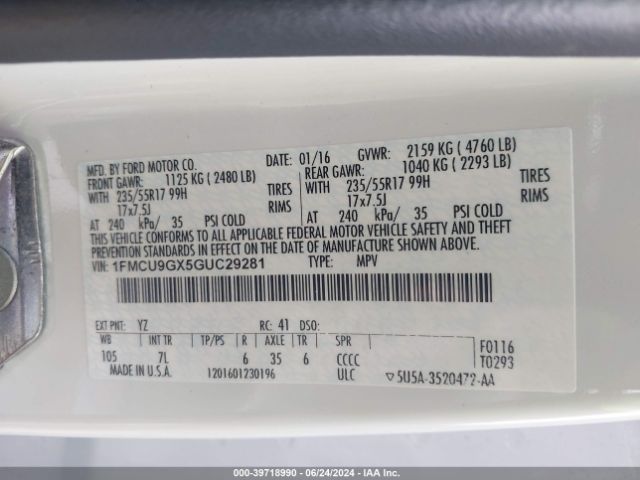 MFD. BY FORD MOTOR CO. DATE: 01/16 GVWR: 2159 KG ( 4760 LB)
FRONT GAWR: 1125 KG ( 2480 LB) REAR GAWR: 1040 KG ( 2293 LB)
WITH 235/55R17 99H TIRES WITH 235/55R17 99H TIRES
17x7.5J RIMS 17x7.5J RIMS
AT 240 kPa/ 35 PSI COLD AT 240 kPa/ 35 PSI COLD
THIS VEHICLE CONFORMS TO ALL APPLICABLE FEDERAL MOTOR VEHICLE SAFETY AND THEFT
PREVENTION STANDARDS IN EFFECT ON THE DATE OF MANUFACTURE SHOWN ABOVE.
VIN: 1FMCU9GX5GUC29281 TYPE: MPV
EXT PNT: YZ RC: 41 DSO:
WB INT TR TP/PS R AXLE TR SPR F0116
105 7L 6 35 6 CCCC T0293
MADE IN U.S.A. 1201601230196 ULC ▽5U5A-3520472-AA
000-39718990 / 06/24/2024 / IAA Inc.